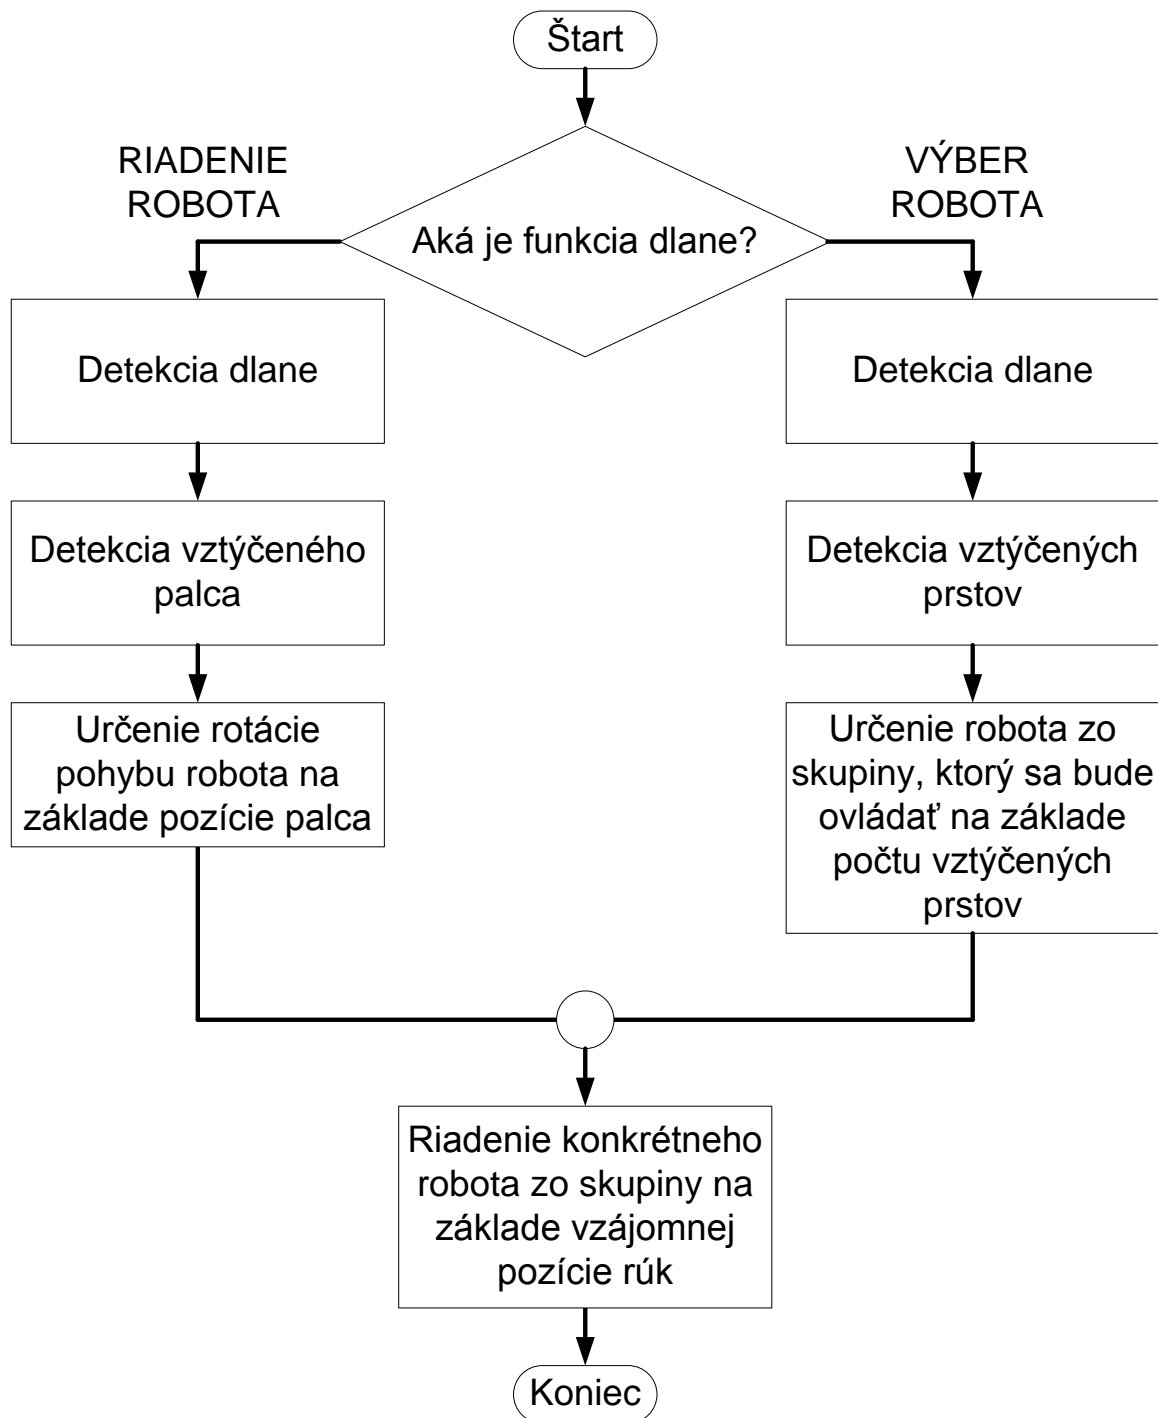 Štart
RIADENIE
ROBOTA
VÝBER
ROBOTA
Aká je funkcia dlane?
Detekcia dlane
Detekcia dlane
Detekcia vztýčeného
palca
Detekcia vztýčených
prstov
Určenie rotácie
pohybu robota na
základe pozície palca
Určenie robota zo
skupiny, ktorý sa bude
ovládať na základe
počtu vztýčených
prstov
Riadenie konkrétneho
robota zo skupiny na
základe vzájomnej
pozície rúk
Koniec